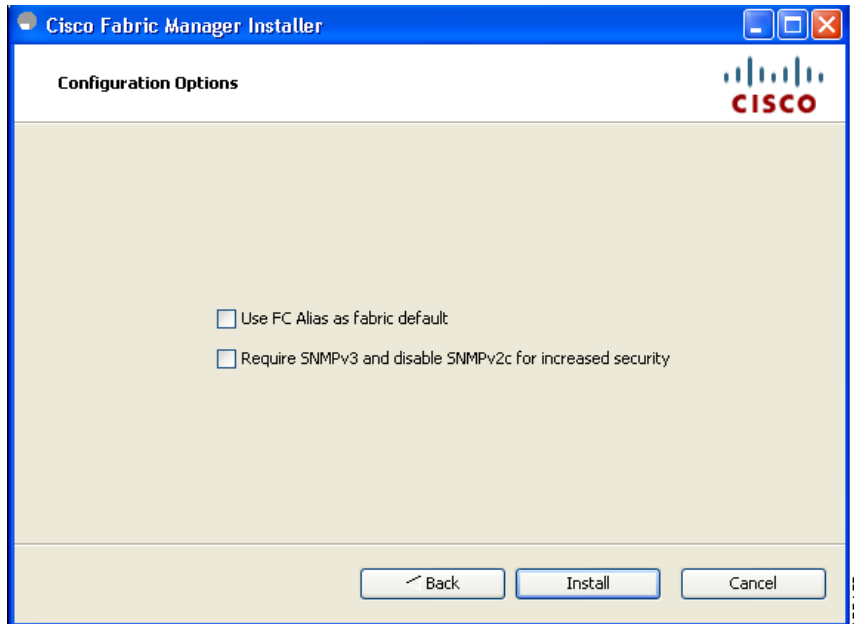 Cisco Fabric Manager Installer
Configuration Options
CISCO
Use FC Alias as fabric default
Require SNMPv3 and disable SNMPv2c for increased security
Back
Install
Cancel